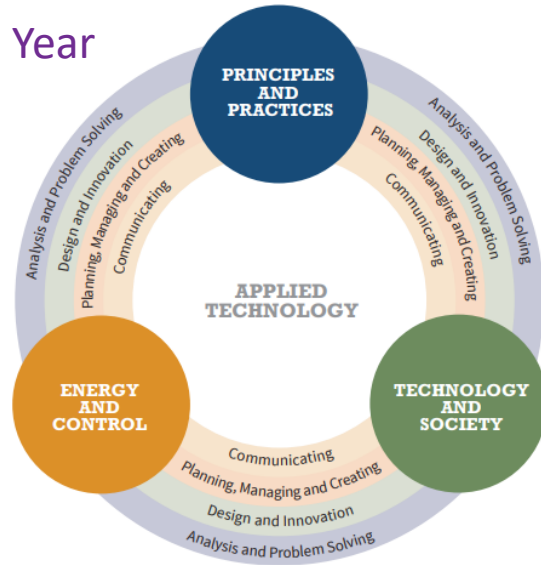 Year
PRINCIPLES
AND
PRACTICES
Analysis and Problem Solving
Design and Innovation
Planning, Managing and Creating
Communicating
Analysis and Problem Solving
Design and Innovation
Planning, Managing and Creating
Communicating
APPLIED
TECHNOLOGY
ENERGY
AND
CONTROL
TECHNOLOGY
AND
SOCIETY
Communicating
Planning, Managing and Creating
Design and Innovation
Analysis and Problem Solving